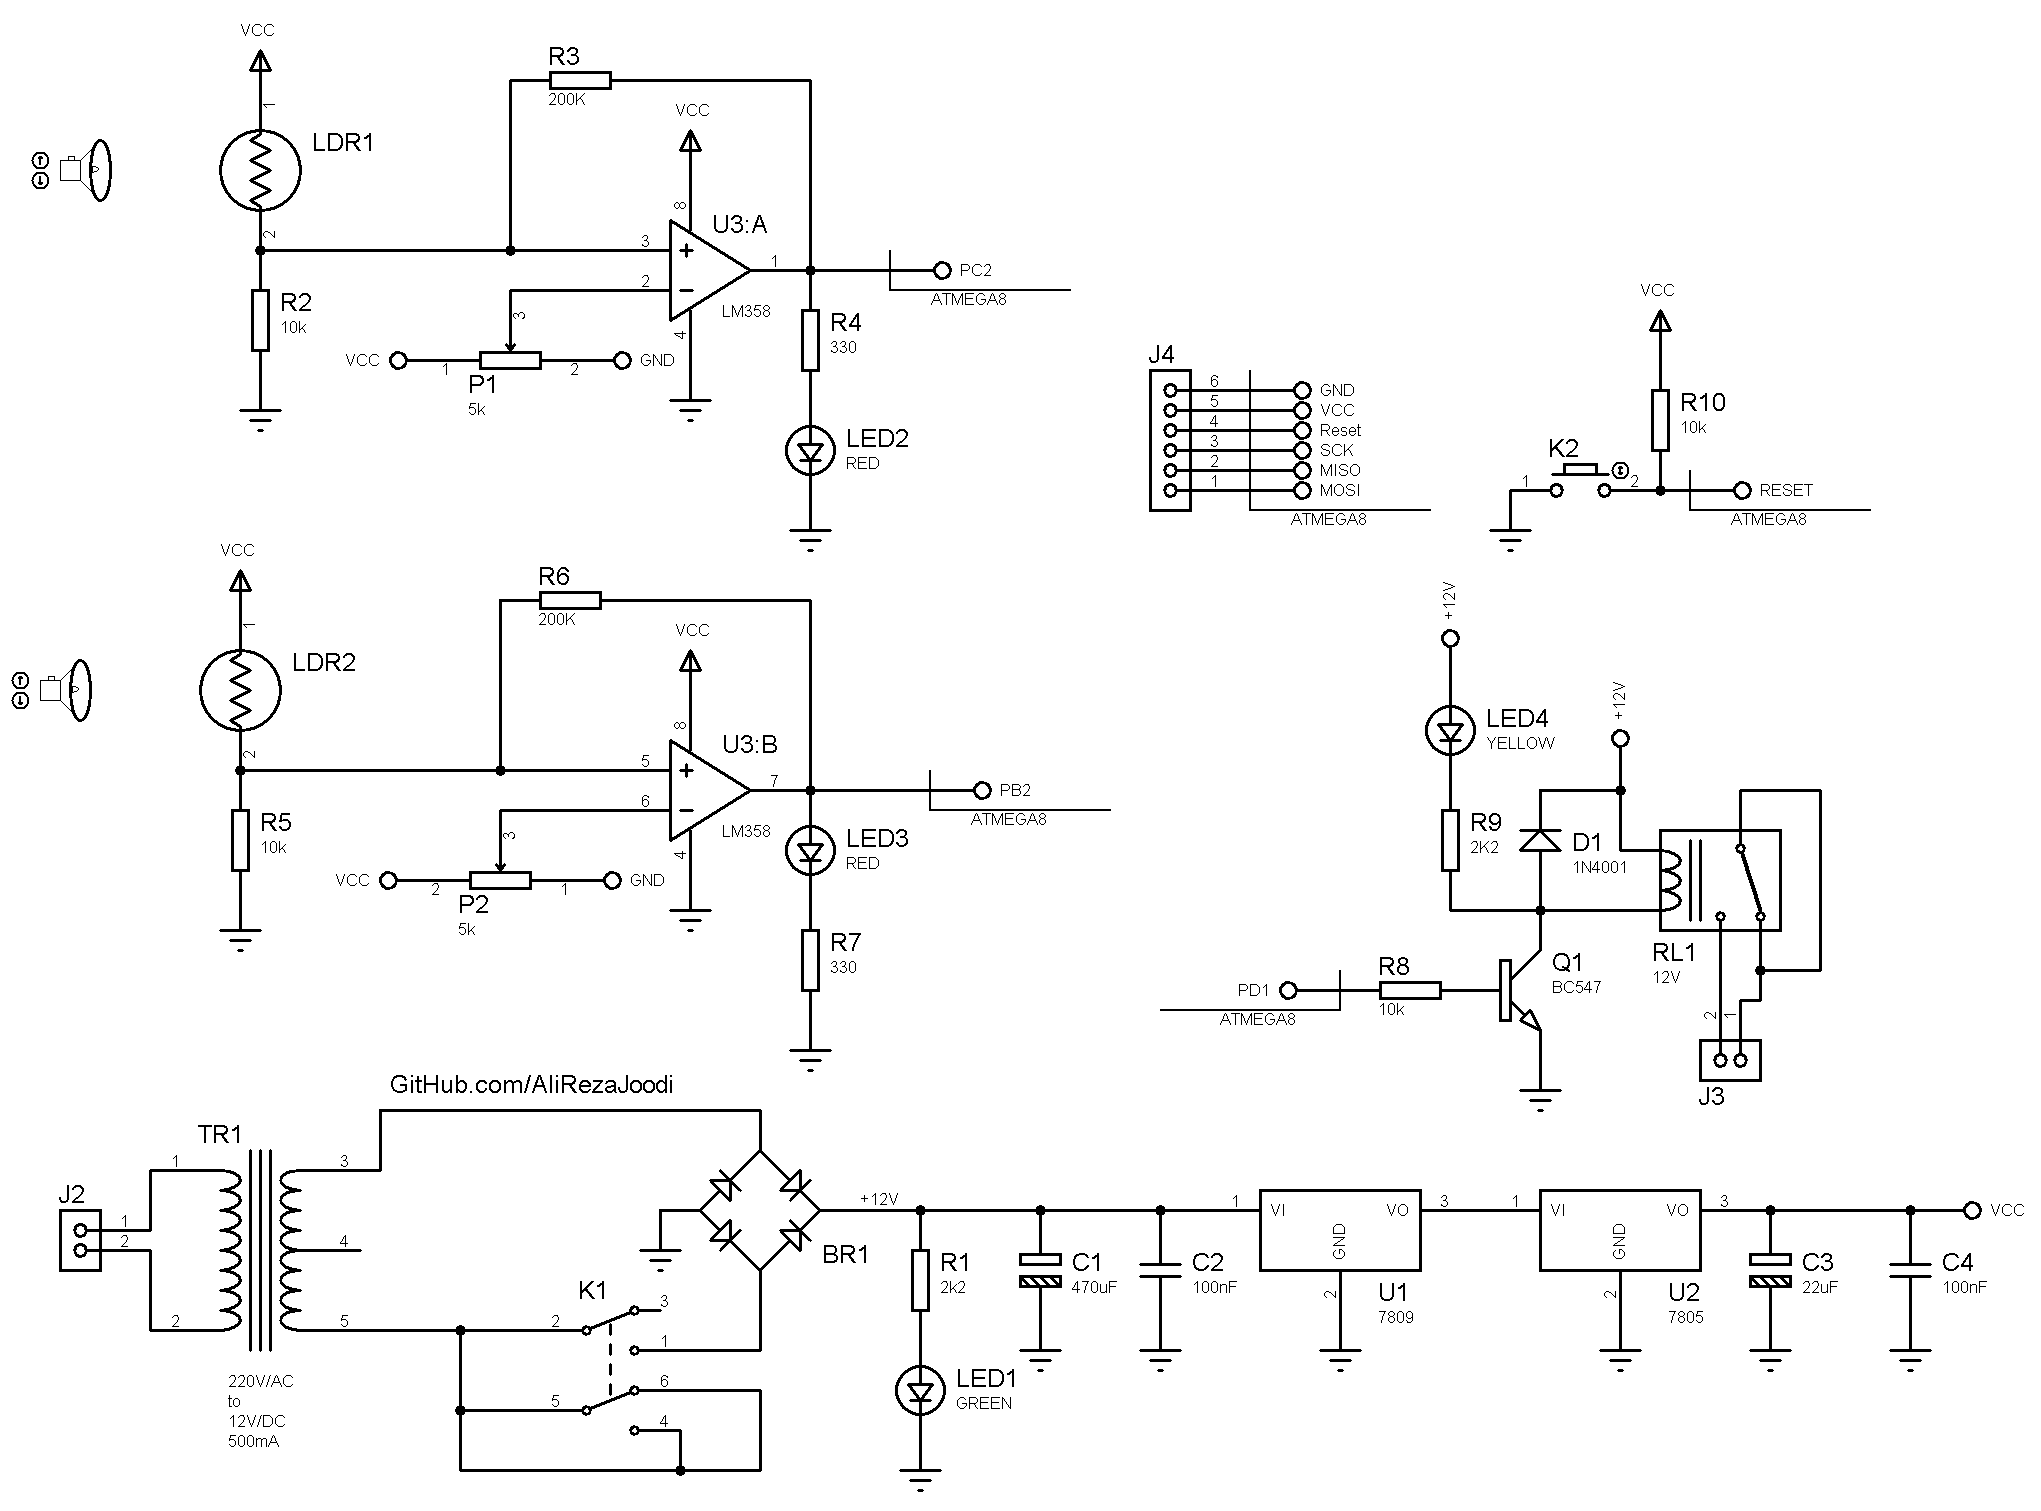 VCC
1
LDR1
2
R2
10k
R3
200K
VCC
8
U3:A
3
2
1
LM358
4
3
VCC
1
2
GND
P1
5k
PC2
ATMEGA8
R4
330
LED2
RED
J4
6
GND
5
VCC
4
Reset
3
SCK
2
MISO
1
MOSI
ATMEGA8
VCC
R10
10k
K2
1
2
RESET
ATMEGA8
VCC
1
LDR2
2
R5
10k
R6
200K
VCC
8
U3:B
5
6
7
LM358
4
3
VCC
2
1
GND
P2
5k
PB2
ATMEGA8
LED3
RED
R7
330
+12V
LED4
YELLOW
+12V
R9
2K2
D1
1N4001
RL1
12V
Q1
BC547
PD1
ATMEGA8
R8
10k
2
1
J3
GitHub.com/AliRezaJoodi
TR1
J2
1
2
1
2
3
4
5
220V/AC
to
12V/DC
500mA
K1
2
3
1
5
6
4
BR1
+12V
R1
2k2
LED1
GREEN
C1
470uF
C2
100nF
1
VI
VO
3
GND
2
U1
7809
1
VI
VO
3
GND
2
U2
7805
C3
22uF
C4
100nF
VCC